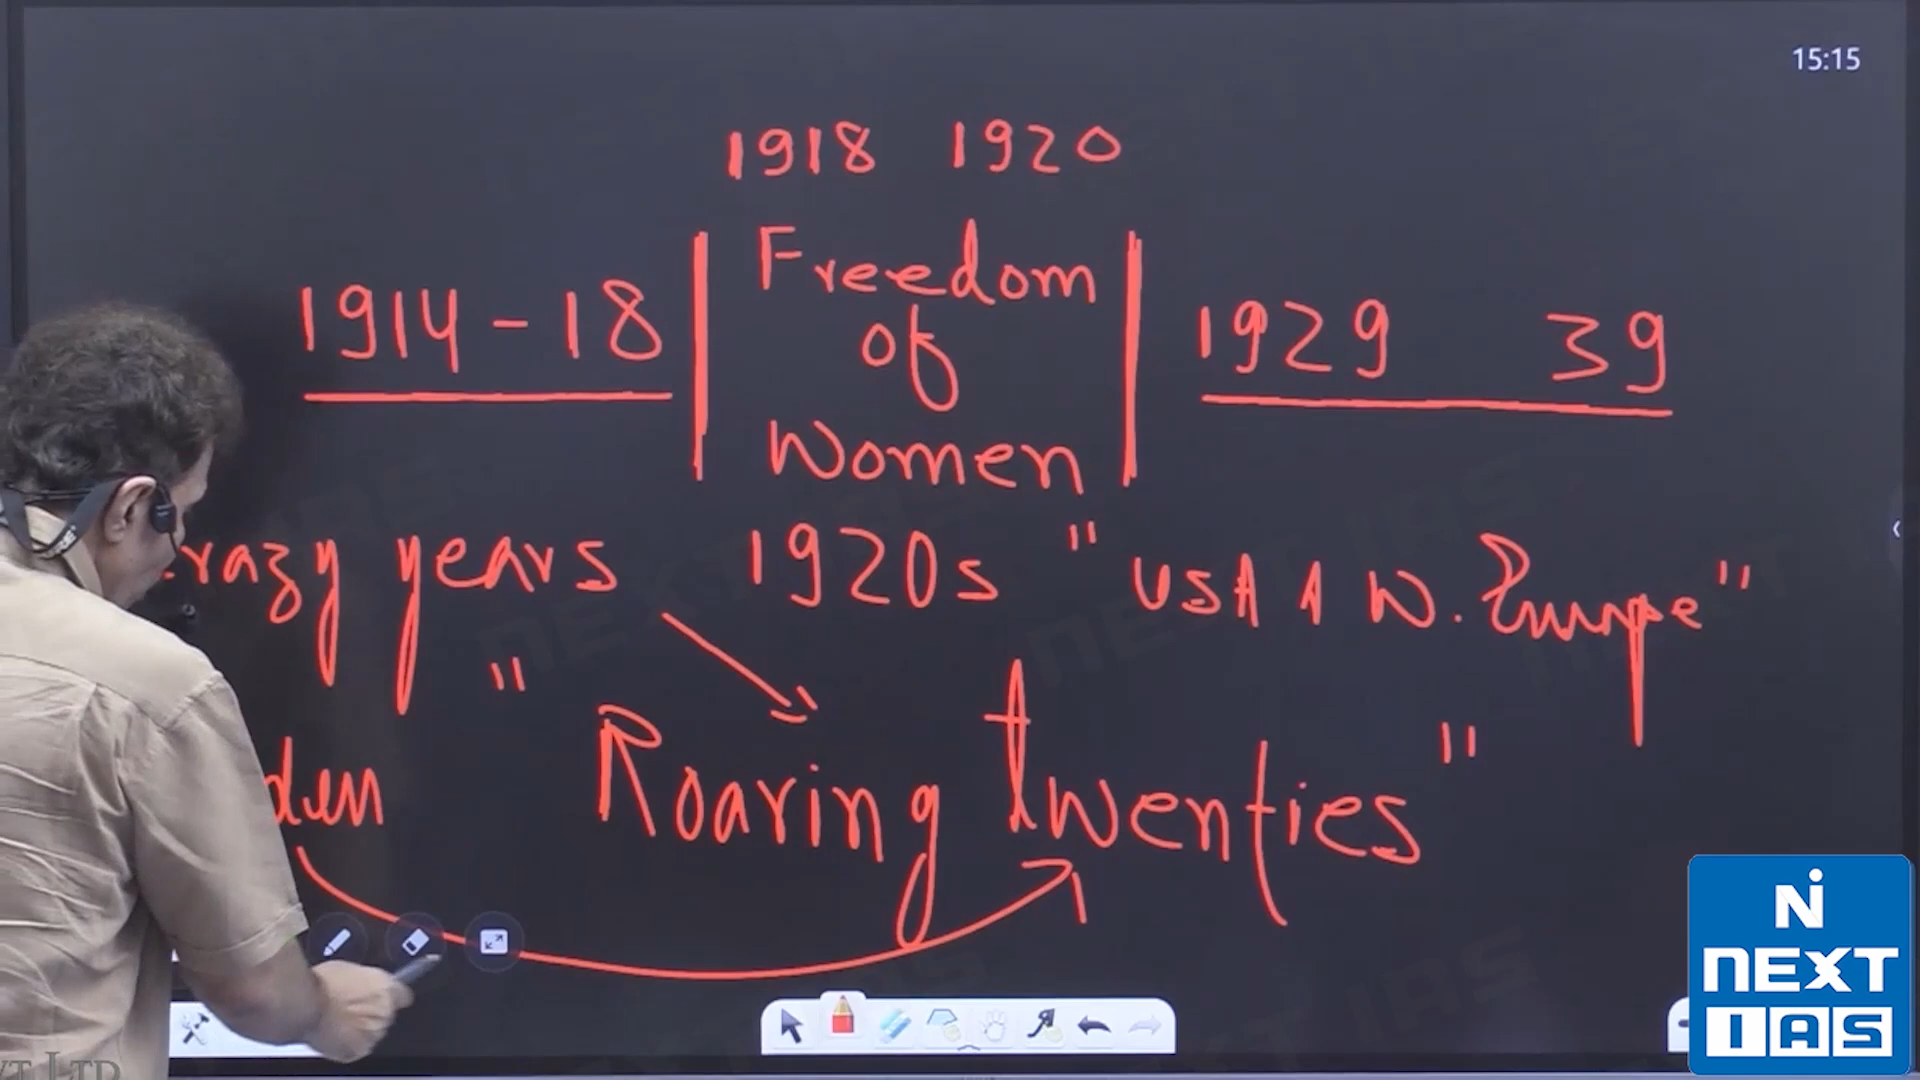 15:15
1918 1920
Freedom
of
Women
1914-18
1929 39
razy years 1920s " USA & W. Europe "
" Roaring twenties "
den
N
NEXT
IAS